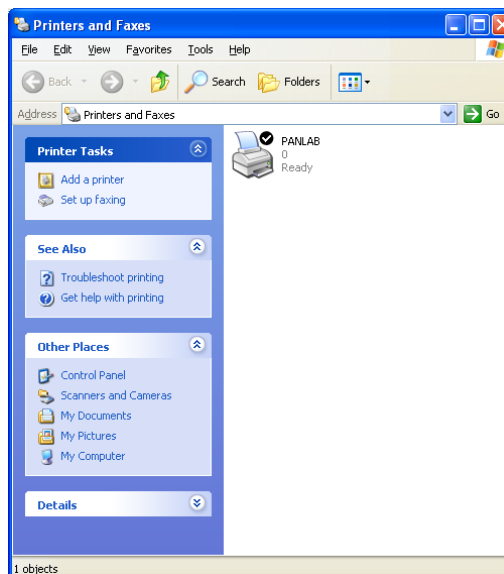 Printers and Faxes
File Edit View Favorites Tools Help
Back Search Folders
Address Printers and Faxes Go
Printer Tasks
Add a printer
Set up faxing
See Also
Troubleshoot printing
Get help with printing
Other Places
Control Panel
Scanners and Cameras
My Documents
My Pictures
My Computer
Details
PANLAB
0
Ready
1 objects